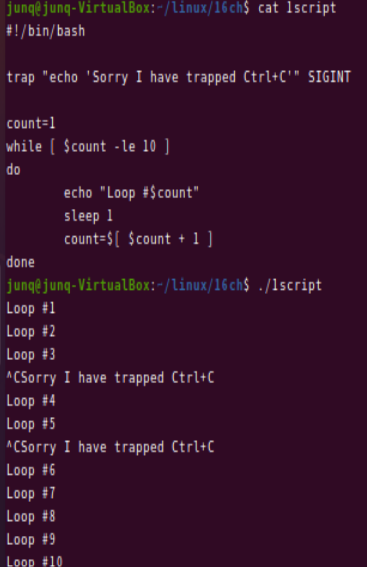 junq@junq-VirtualBox:~/linux/16ch$ cat 1script
#!/bin/bash
trap "echo 'Sorry I have trapped Ctrl+C'" SIGINT
count=1
while [ $count -le 10 ]
do
echo "Loop #$count"
sleep 1
count=$[ $count + 1 ]
done
junq@junq-VirtualBox:~/linux/16ch$ ./1script
Loop #1
Loop #2
Loop #3
^CSorry I have trapped Ctrl+C
Loop #4
Loop #5
^CSorry I have trapped Ctrl+C
Loop #6
Loop #7
Loop #8
Loop #9
Loop #10